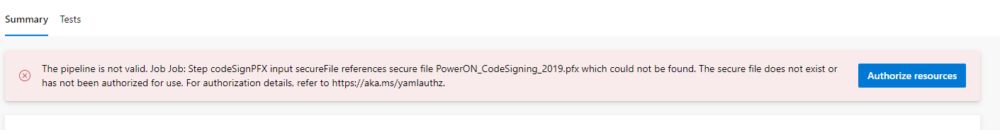 Summary Tests
The pipeline is not valid. Job Job: Step codeSignPFX input secureFile references secure file PowerON_CodeSigning_2019.pfx which could not be found. The secure file does not exist or
has not been authorized for use. For authorization details, refer to https://aka.ms/yamlauthz.
Authorize resources